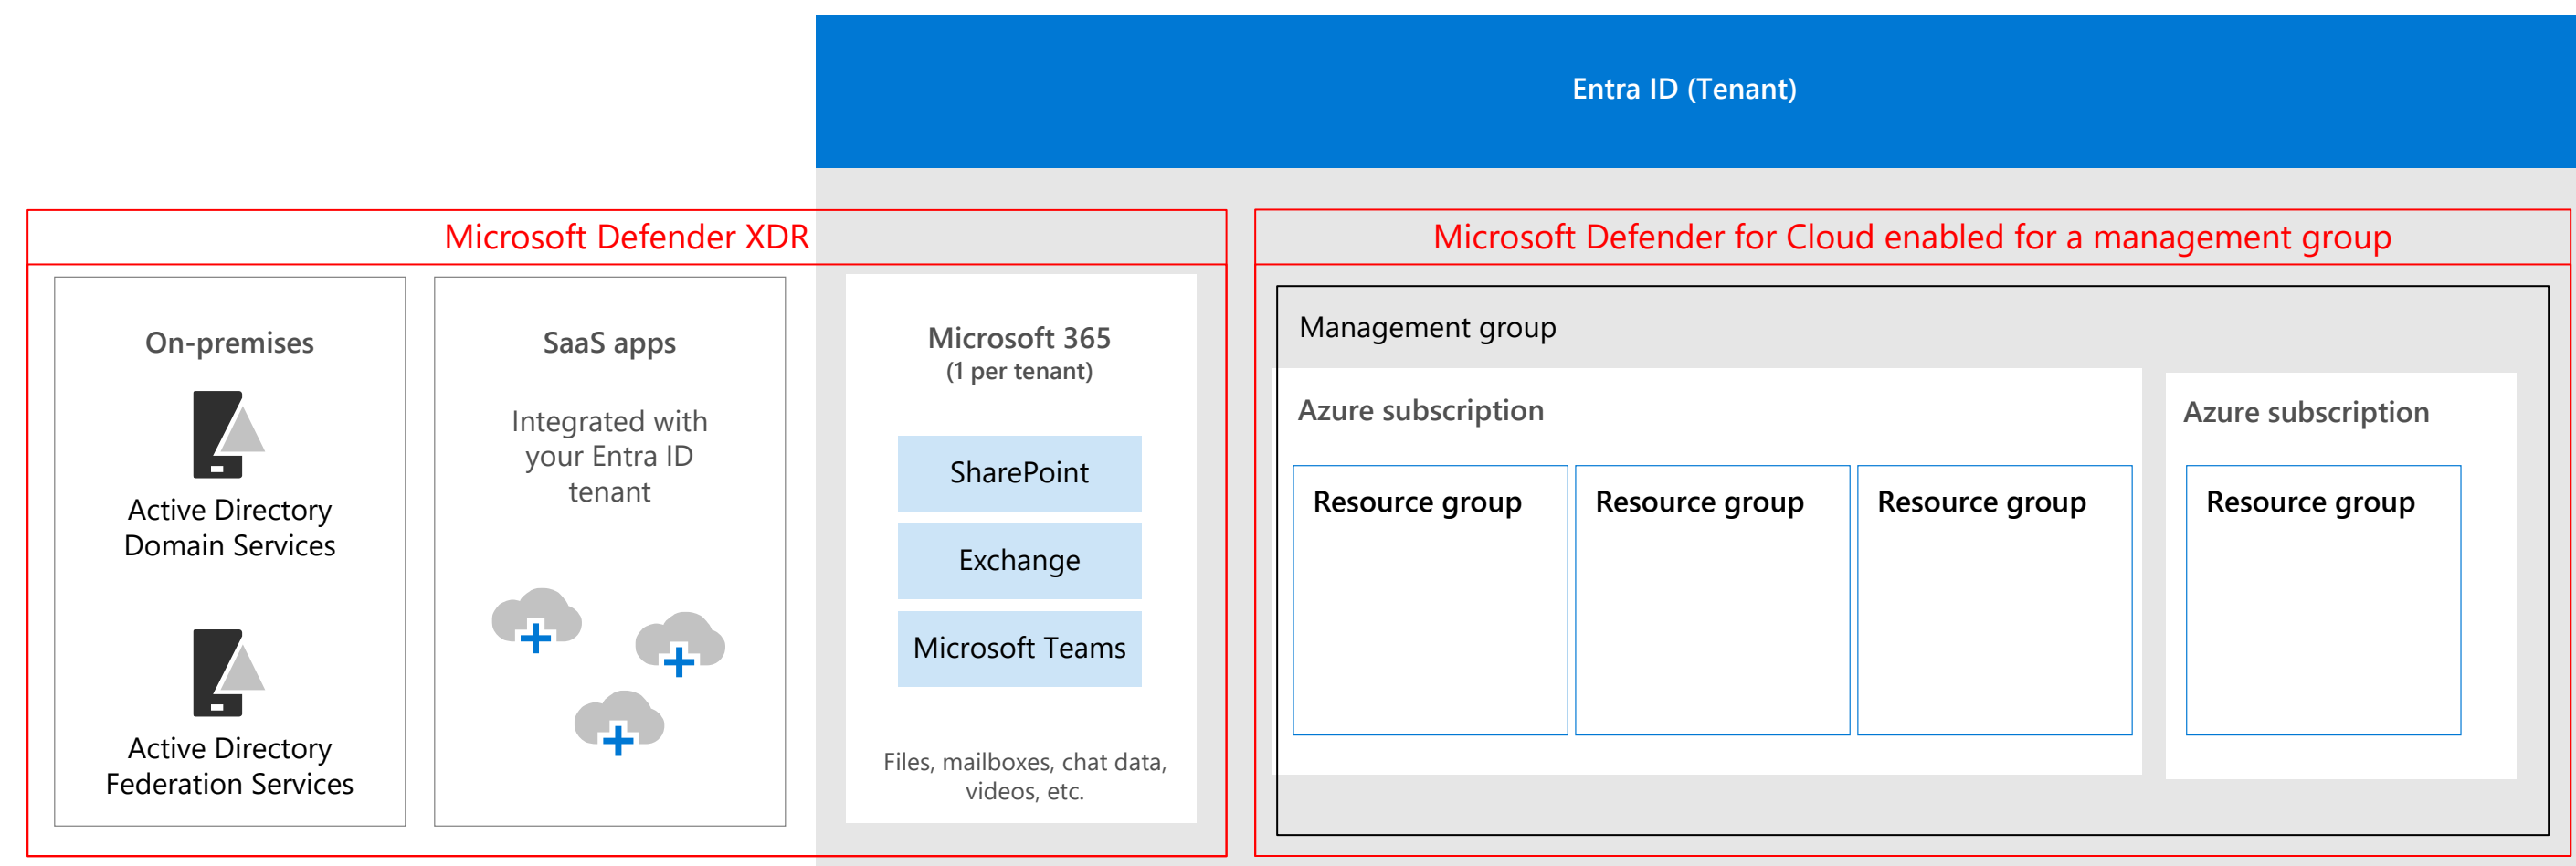 Entra ID (Tenant)
Microsoft Defender XDR
Microsoft Defender for Cloud enabled for a management group
On-premises
Active Directory
Domain Services
Active Directory
Federation Services
SaaS apps
Integrated with
your Entra ID
tenant
Microsoft 365
(1 per tenant)
SharePoint
Exchange
Microsoft Teams
Files, mailboxes, chat data,
videos, etc.
Management group
Azure subscription
Resource group
Resource group
Resource group
Azure subscription
Resource group